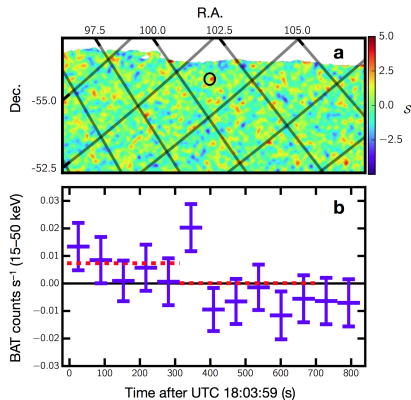 R.A.
97.5 100.0 102.5 105.0
a
5.0
Dec.
-55.0
0.0
S
−2.5
-52.5
b
BAT counts s⁻¹ (15–50 keV)
0.03
0.02
0.01
0.00
−0.01
−0.02
−0.03
0 100 200 300 400 500 600 700 800
Time after UTC 18:03:59 (s)